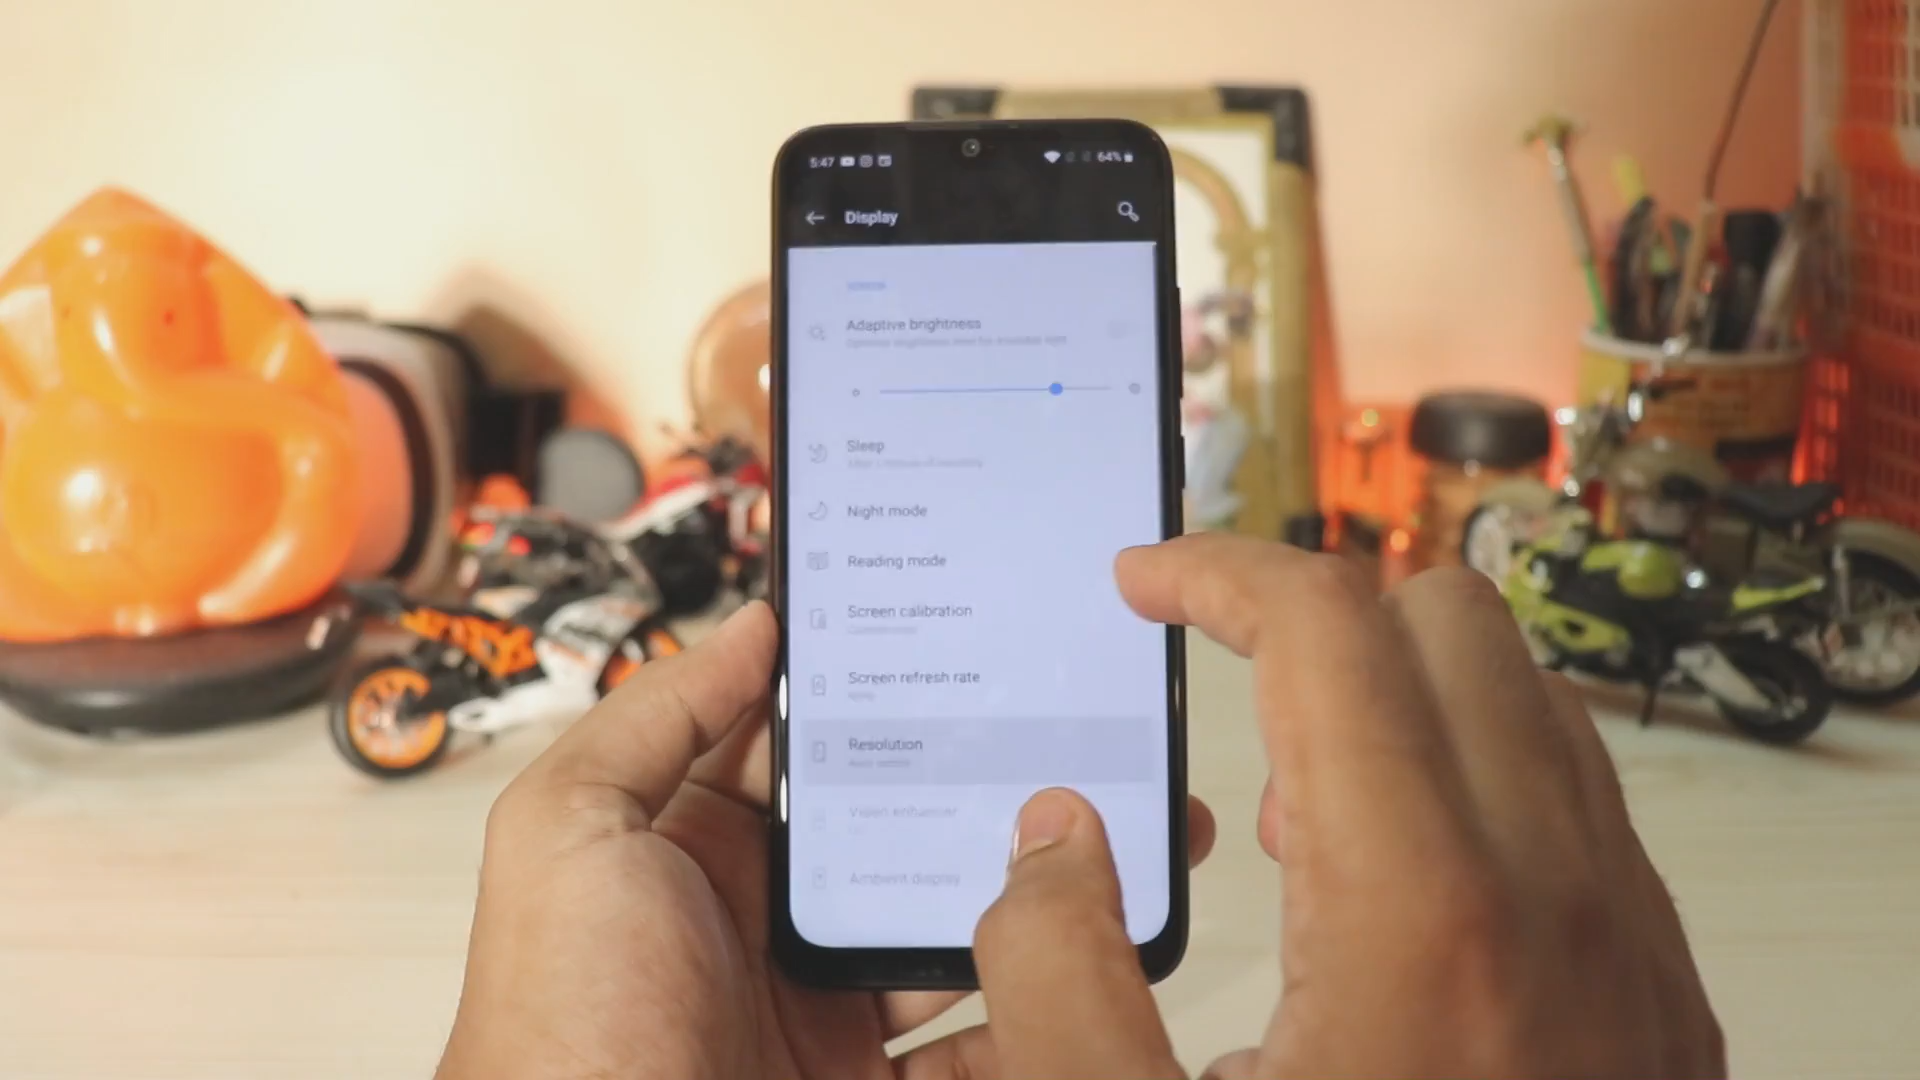 5:47
64%
Display
Adaptive brightness
Sleep
Night mode
Reading mode
Screen calibration
Screen refresh rate
Resolution
Video enhancer
Ambient display